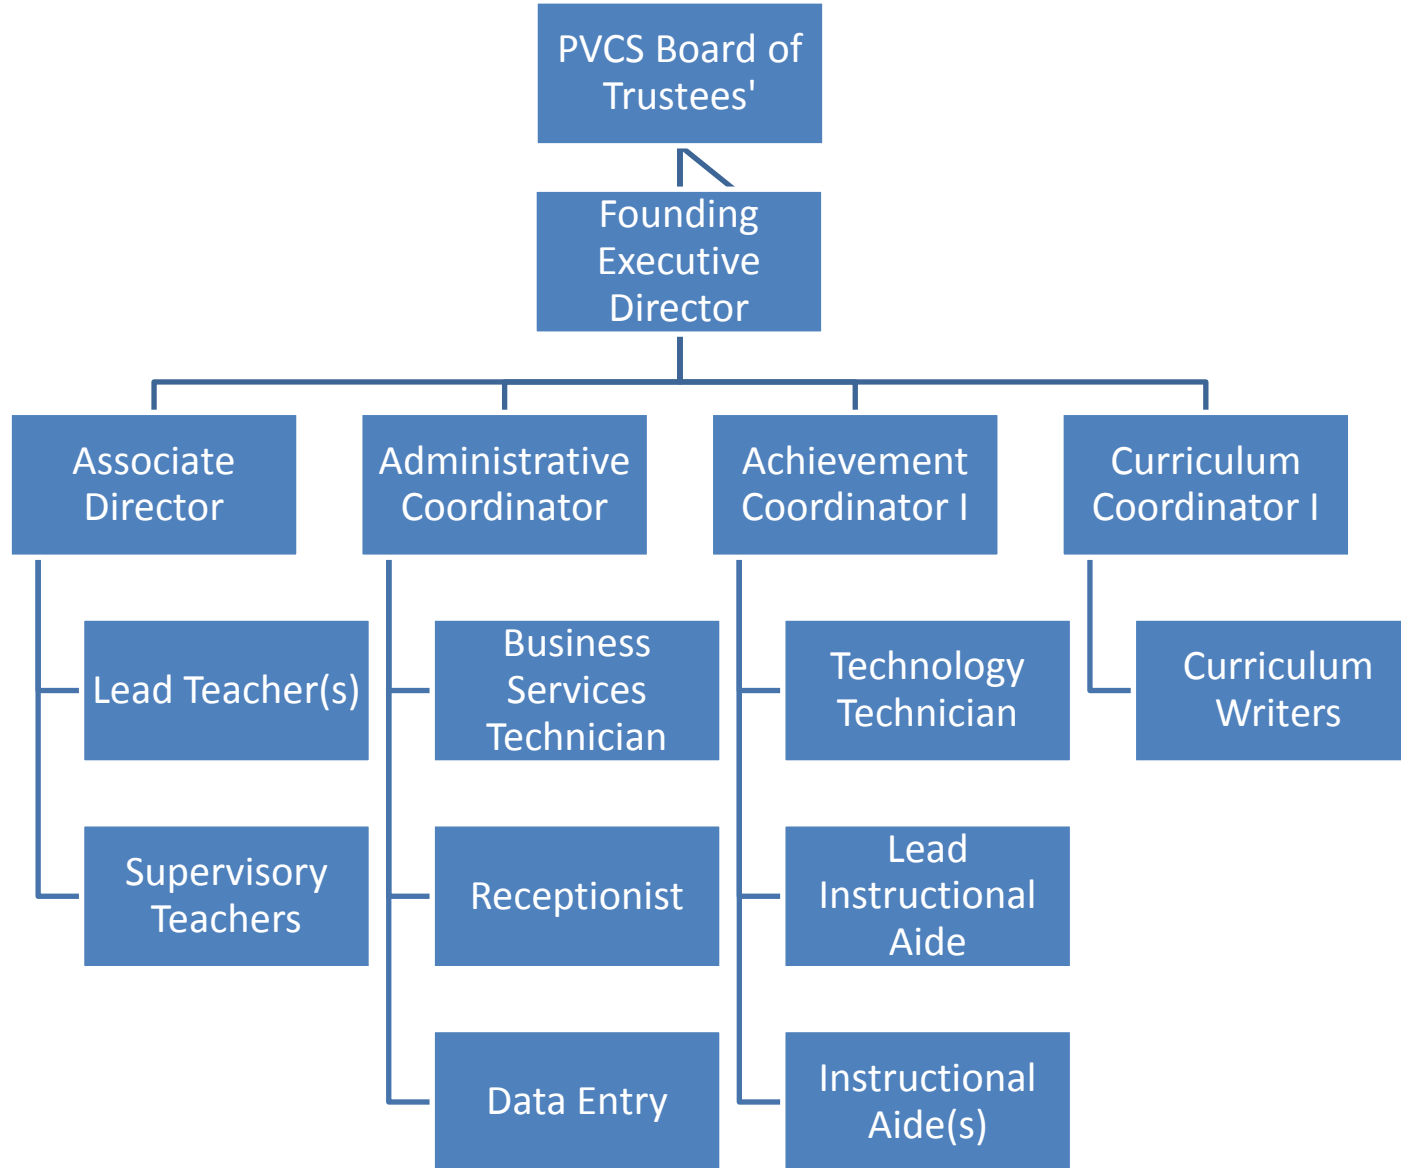 PVCS Board of
Trustees'
Founding
Executive
Director
Associate
Director
Administrative
Coordinator
Achievement
Coordinator I
Curriculum
Coordinator I
Lead Teacher(s)
Business
Services
Technician
Technology
Technician
Curriculum
Writers
Supervisory
Teachers
Receptionist
Lead
Instructional
Aide
Data Entry
Instructional
Aide(s)